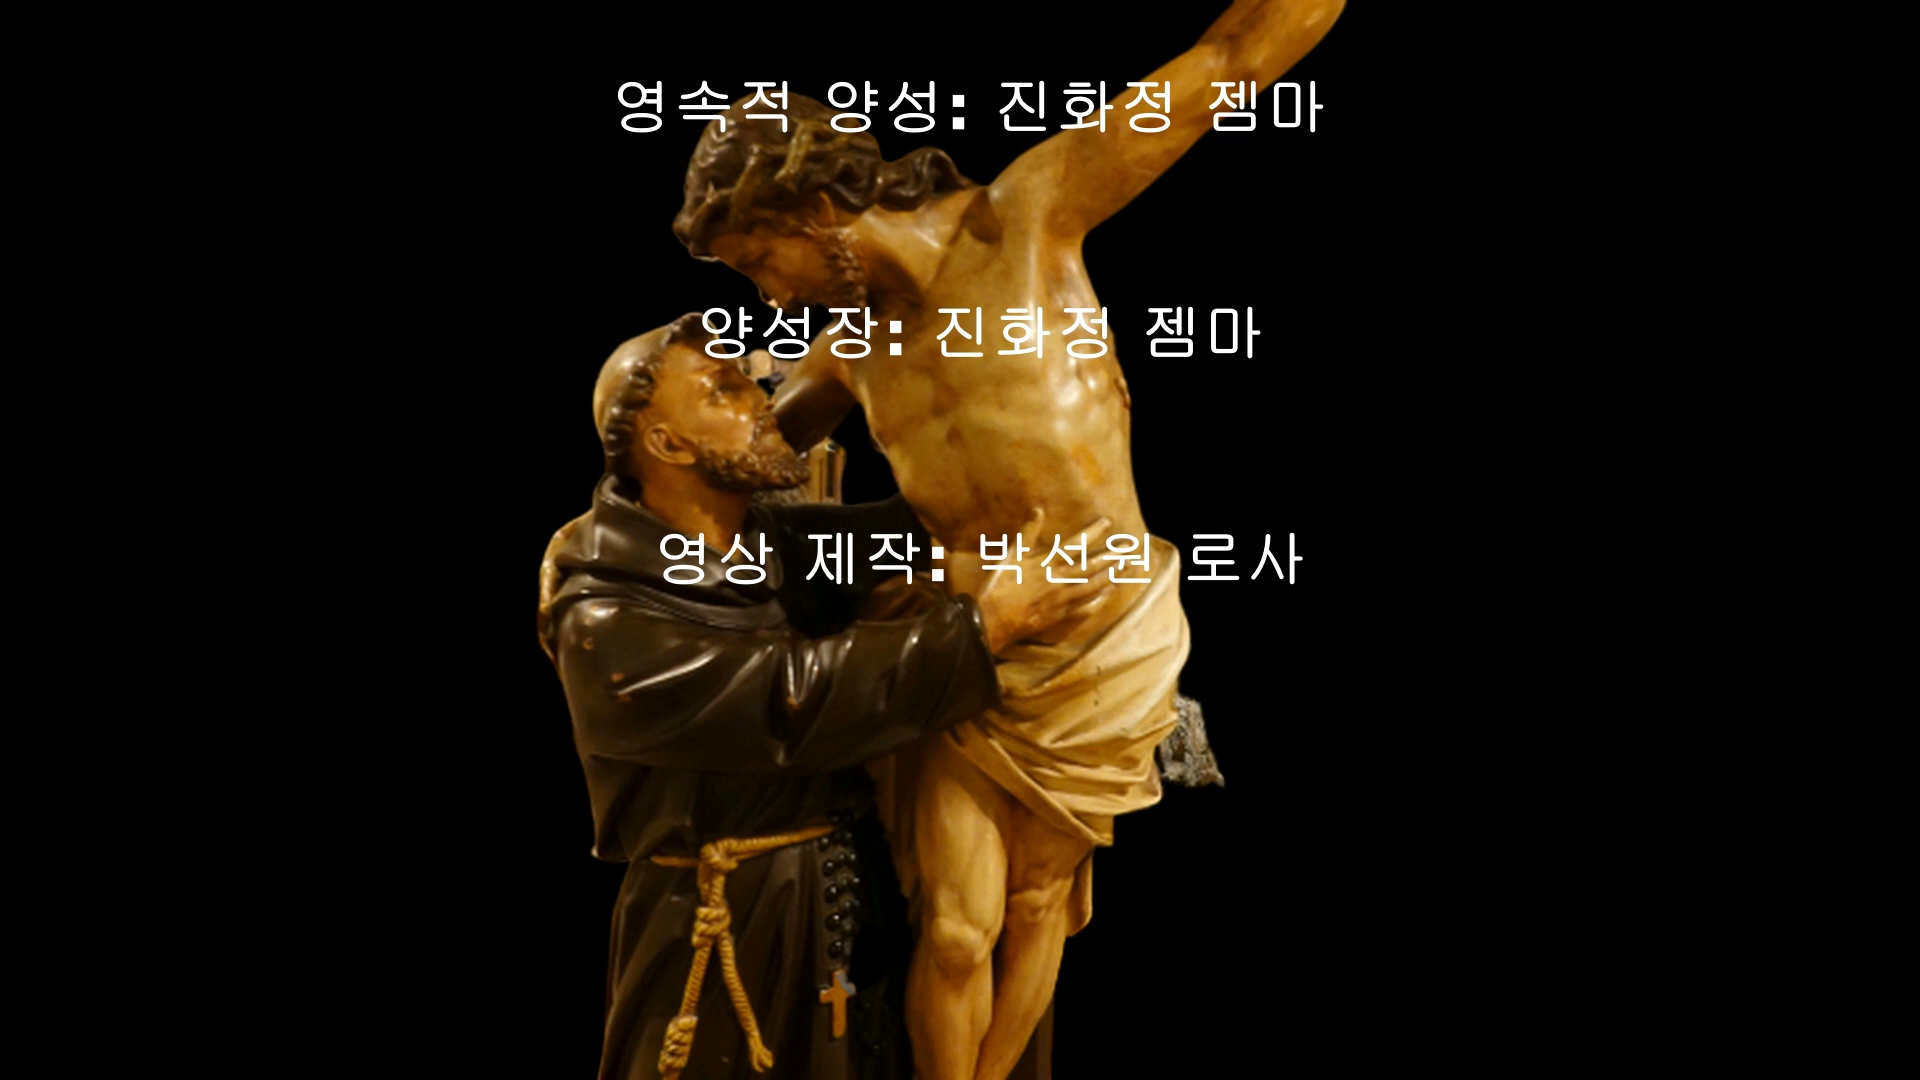 영속적 양성: 진화정 젬마
양성장: 진화정 젬마
영상 제작: 박선원 로사